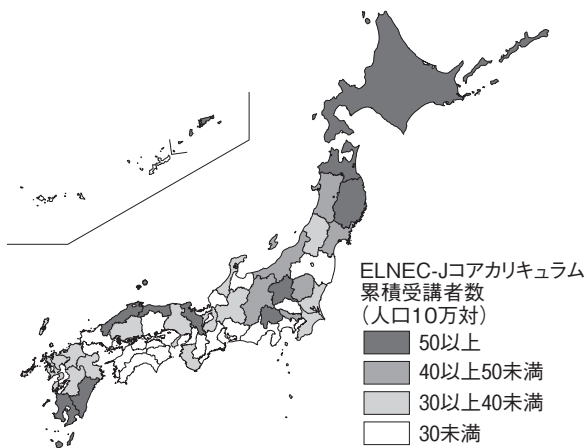 ELNEC-Jコアカリキュラム
累積受講者数
（人口10万対）
50以上
40以上50未満
30以上40未満
30未満